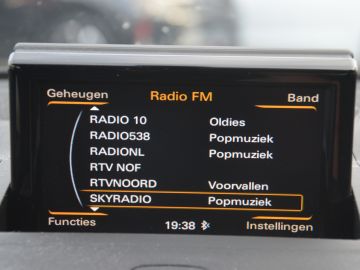 Geheugen Radio FM Band
RADIO 10 Oldies
RADIO538 Popmuziek
RADIONL Popmuziek
RTV NOF
RTVNOORD Voorvallen
SKYRADIO Popmuziek
Functies 19:38 Instellingen